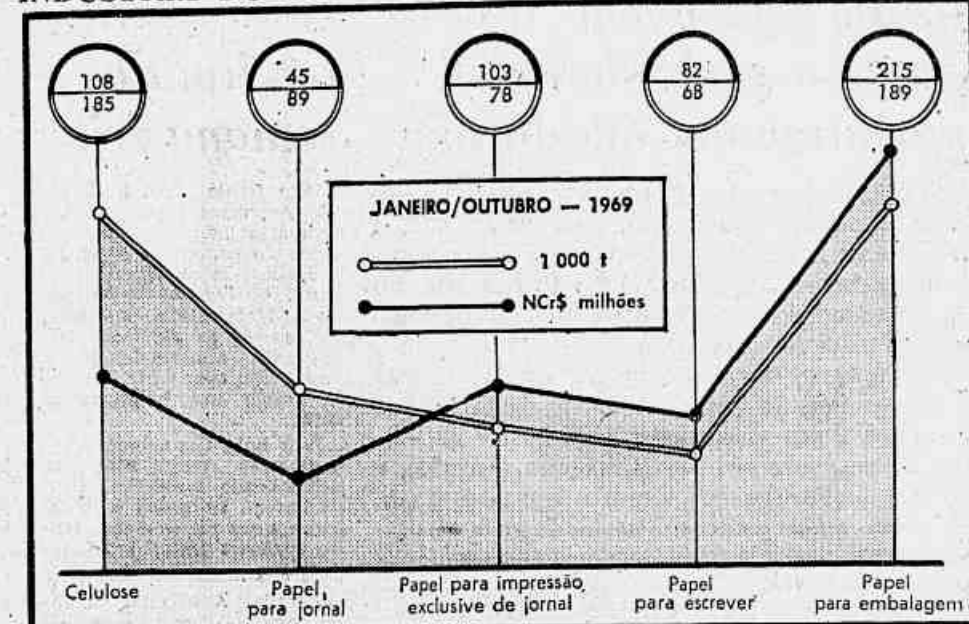 108
185
45
89
103
78
82
68
215
189
JANEIRO/OUTUBRO — 1969
1 000 t
NCr$ milhões
Celulose
Papel
para jornal
Papel para impressão
exclusive de jornal
Papel
para escrever
Papel
para embalagem